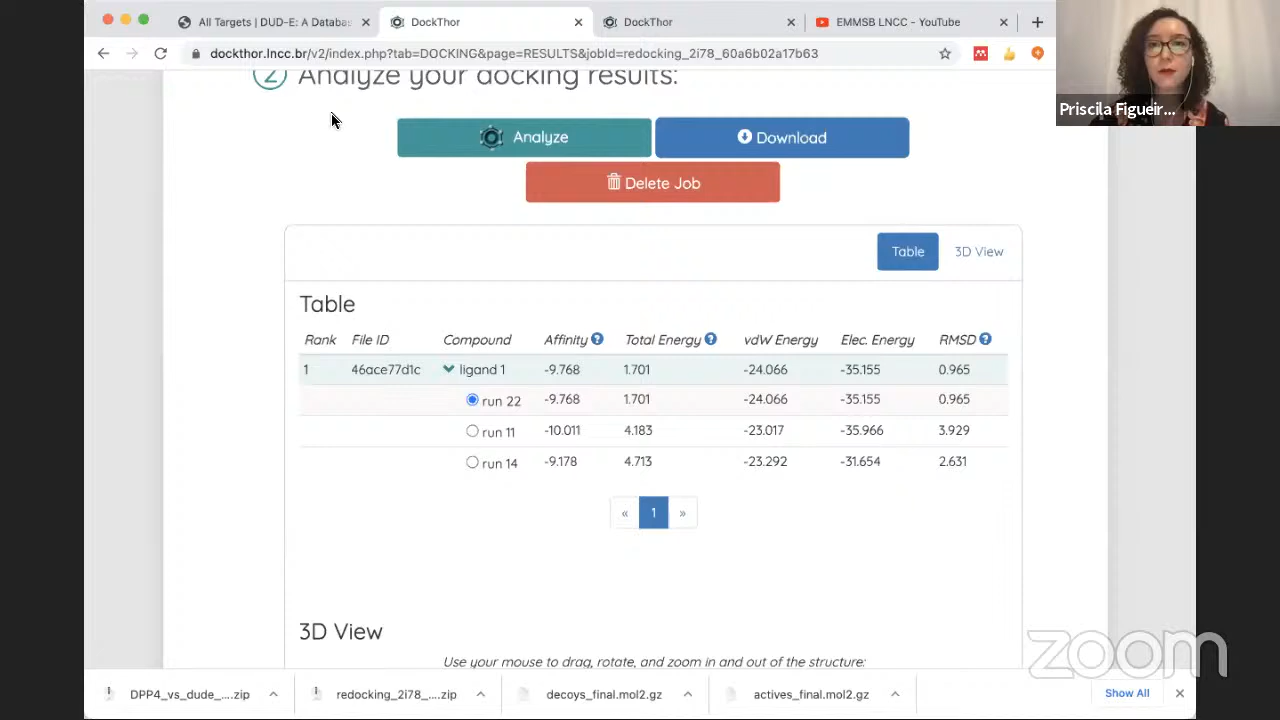 All Targets | DUD-E: A Databas
DockThor
DockThor
EMMSB LNCC - YouTube
dockthor.lncc.br/v2/index.php?tab=DOCKING&page=RESULTS&jobId=redocking_2i78_60a6b02a17b63
Priscila Figueir...
2 Analyze your docking results:
Analyze
Download
Delete Job
Table 3D View
Table
Rank File ID Compound Affinity ? Total Energy ? vdW Energy Elec. Energy RMSD ?
1 46ace77d1c ligand 1 -9.768 1.701 -24.066 -35.155 0.965
run 22 -9.768 1.701 -24.066 -35.155 0.965
run 11 -10.011 4.183 -23.017 -35.966 3.929
run 14 -9.178 4.713 -23.292 -31.654 2.631
« 1 »
3D View
Use your mouse to drag, rotate, and zoom in and out of the structure:
zoom
DPP4_vs_dude_....zip
redocking_2i78_....zip
decoys_final.mol2.gz
actives_final.mol2.gz
Show All